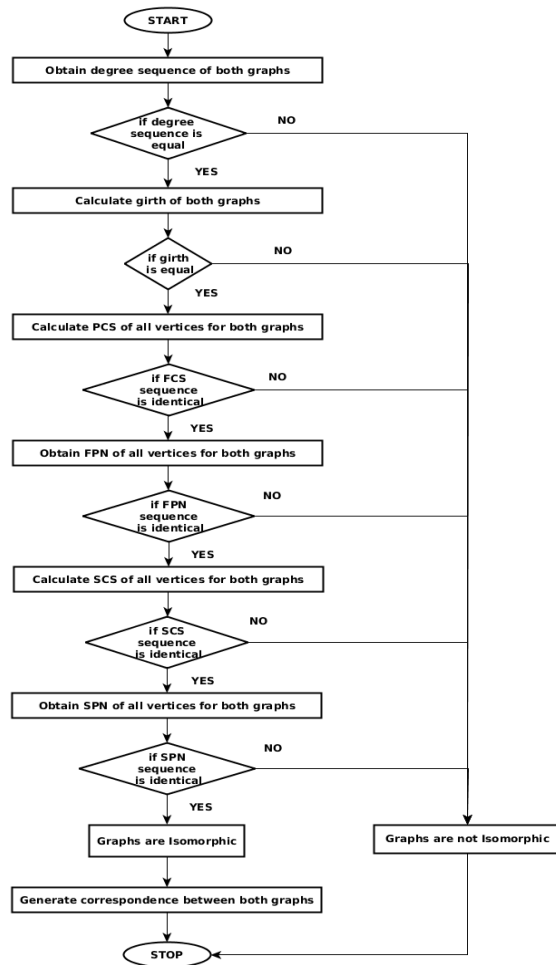 START
Obtain degree sequence of both graphs
if degree
sequence is
equal
NO
YES
Calculate girth of both graphs
if girth
is equal
NO
YES
Calculate PCS of all vertices for both graphs
if FCS
sequence
is identical
NO
YES
Obtain FPN of all vertices for both graphs
if FPN
sequence
is identical
NO
YES
Calculate SCS of all vertices for both graphs
if SCS
sequence
is identical
NO
YES
Obtain SPN of all vertices for both graphs
if SPN
sequence
is identical
NO
YES
Graphs are Isomorphic
Graphs are not Isomorphic
Generate correspondence between both graphs
STOP